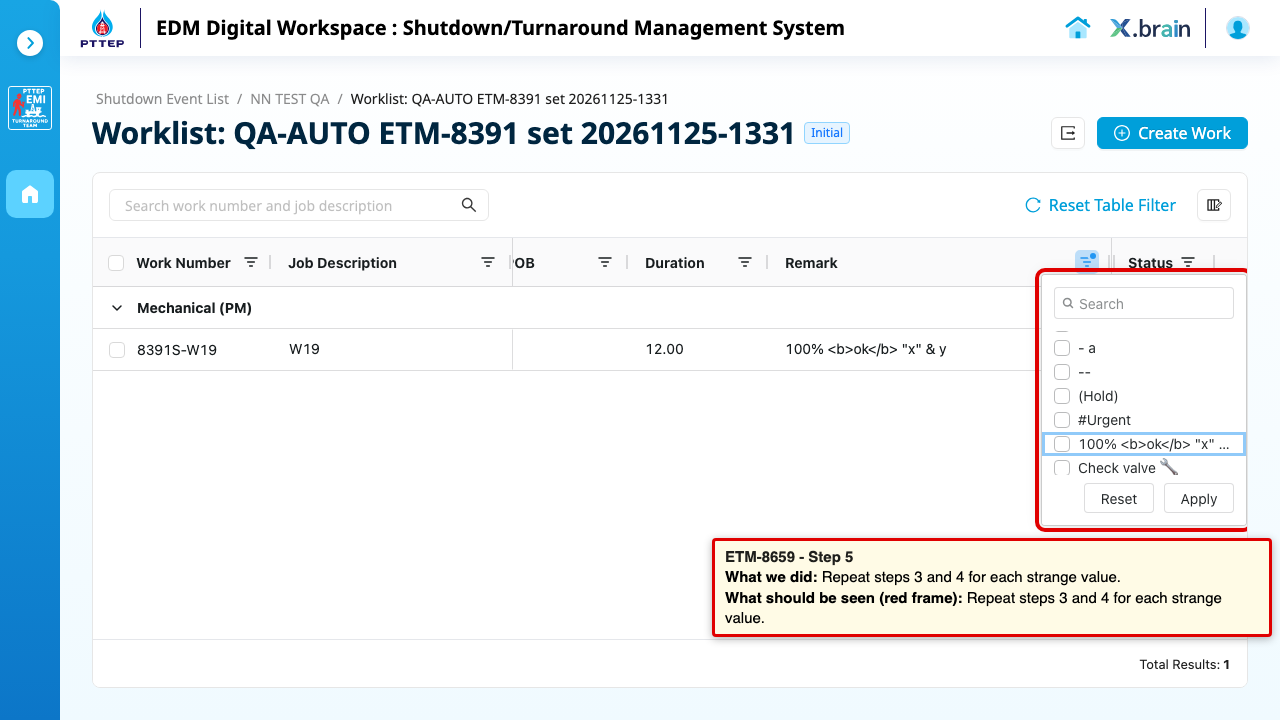 PTTEP
EDM Digital Workspace : Shutdown/Turnaround Management System
X.brain
PTTEP
EMI
TURNAROUND
TEAM
Shutdown Event List / NN TEST QA / Worklist: QA-AUTO ETM-8391 set 20261125-1331
Worklist: QA-AUTO ETM-8391 set 20261125-1331
Initial
Create Work
Search work number and job description
Reset Table Filter
Work Number
Job Description
OB
Duration
Remark
Status
Mechanical (PM)
8391S-W19
W19
12.00
100% <b>ok</b> "x" & y
Search
- a
--
(Hold)
#Urgent
100% <b>ok</b> "x" ...
Check valve 🔧
Reset
Apply
ETM-8659 - Step 5
What we did: Repeat steps 3 and 4 for each strange value.
What should be seen (red frame): Repeat steps 3 and 4 for each strange
value.
Total Results: 1